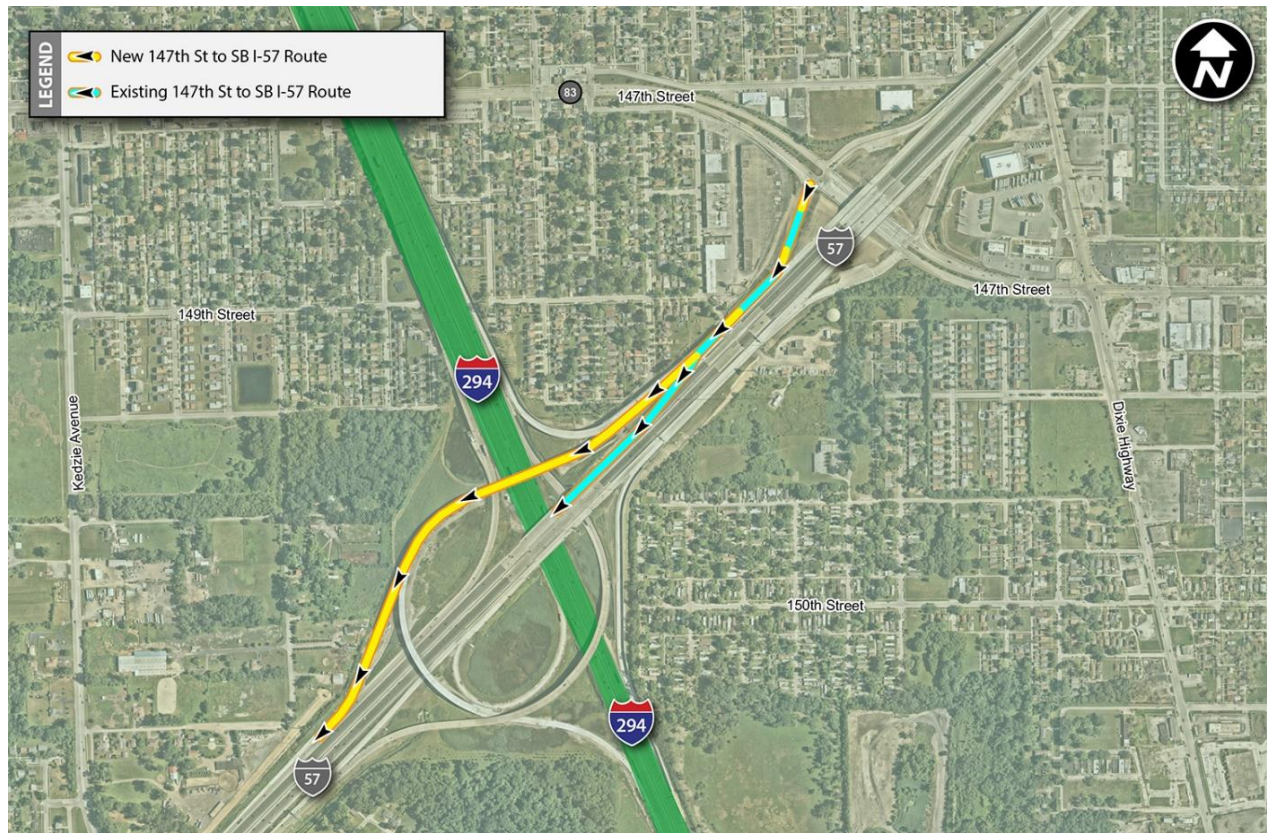 LEGEND
New 147th St to SB I-57 Route
Existing 147th St to SB I-57 Route
N
83
147th Street
57
147th Street
149th Street
294
Kedzie Avenue
Dixie Highway
150th Street
294
57